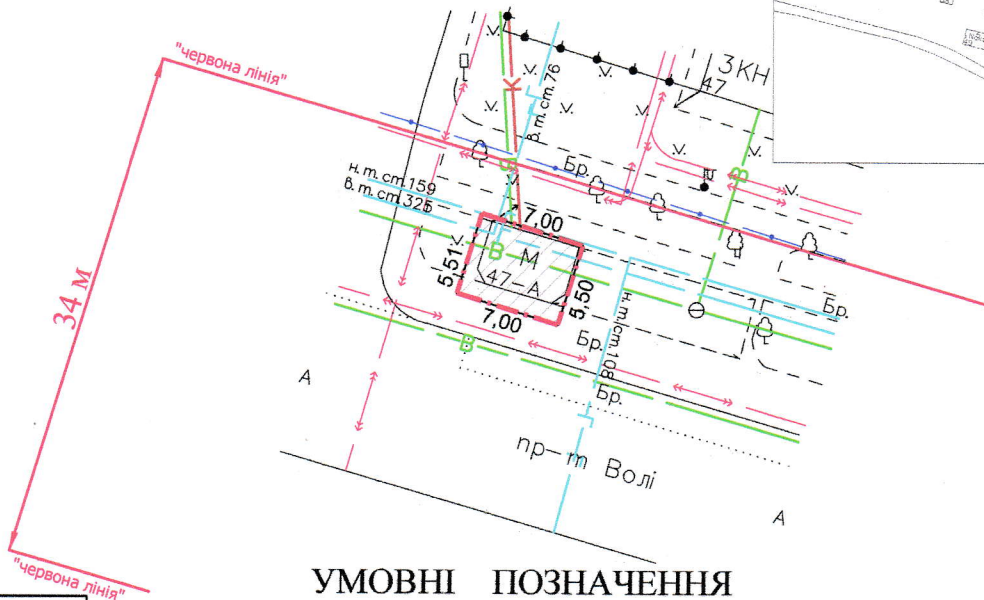 "червона лінія"
34 м
"червона лінія"
.V.
К
в.т.ст.76
3КН
47
.V.
Бр.
В
н.т.ст.159
в.т.ст.325
7,00
М
47-А
5,51
5,50
7,00
В
Бр.
н.т.ст.108
Бр.
В
Бр.
А
пр-т Волі
А
УМОВНІ ПОЗНАЧЕННЯ